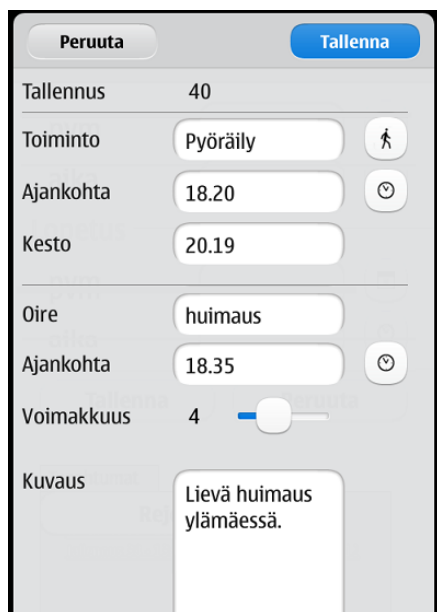 Peruuta Tallenna
Tallennus 40
Toiminto Pyöräily
Ajankohta 18.20
Kesto 20.19
Oire huimaus
Ajankohta 18.35
Voimakkuus 4
Kuvaus Lievä huimaus
ylämäessä.